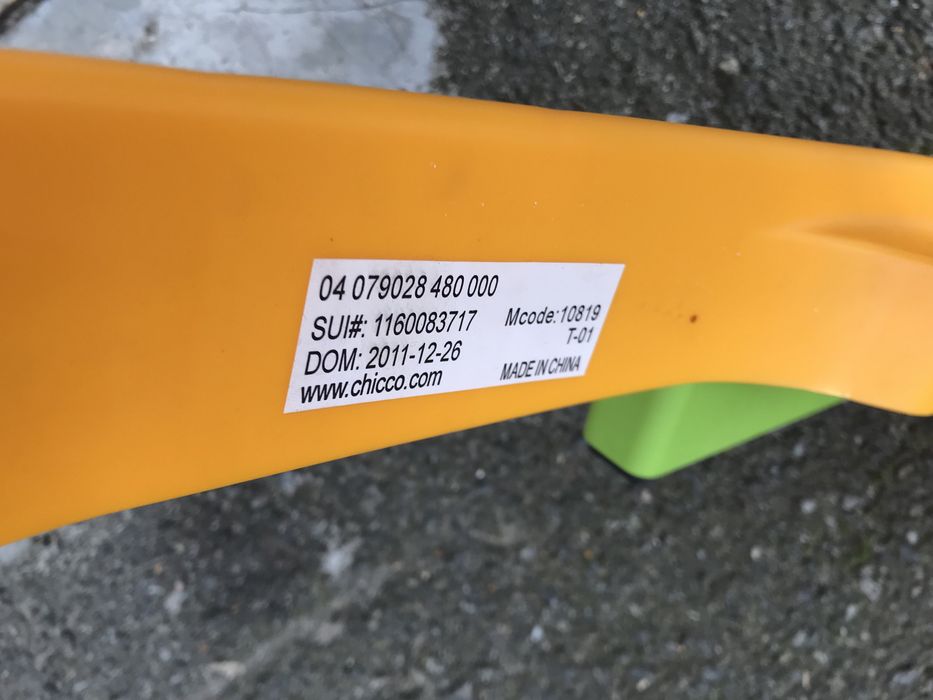 04 079028 480 000
SUI#: 1160083717 Mcode:10819
T-01
DOM: 2011-12-26
www.chicco.com MADE IN CHINA